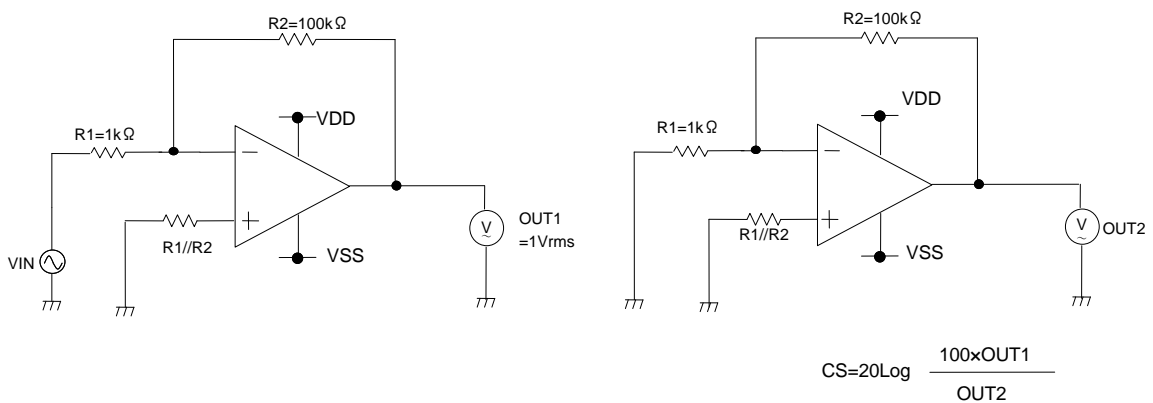 R2=100kΩ
VDD
R1=1kΩ
−
+
R1//R2
VSS
VIN
V
OUT1
=1Vrms
R2=100kΩ
VDD
R1=1kΩ
−
+
R1//R2
VSS
V
OUT2
CS=20Log 100×OUT1
OUT2